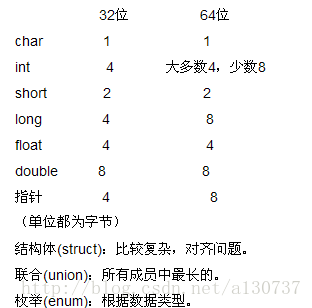 32位 64位
char 1 1
int 4 大多数4，少数8
short 2 2
long 4 8
float 4 4
double 8 8
指针 4 8
（单位都为字节）
结构体(struct)：比较复杂，对齐问题。
联合(union)：所有成员中最长的。
http://blog.csdn.net/a130737
枚举(enum)：根据数据类型。